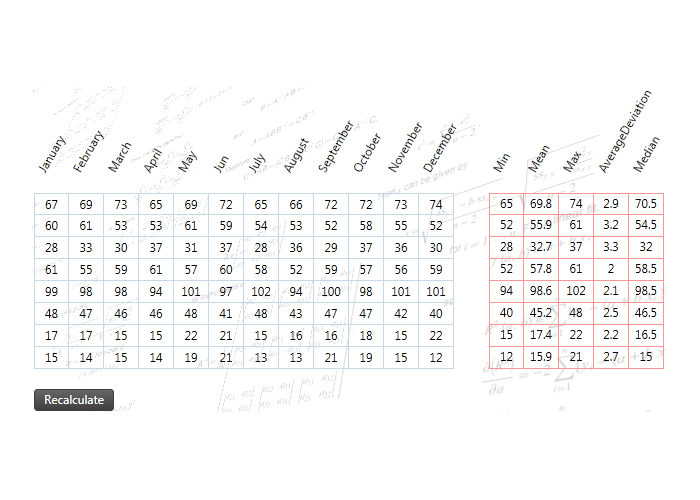 January February March April May Jun July August September October November December Min Mean Max AverageDeviation Median
67 69 73 65 69 72 65 66 72 72 73 74 65 69.8 74 2.9 70.5
60 61 53 53 61 59 54 53 52 58 55 52 52 55.9 61 3.2 54.5
28 33 30 37 31 37 28 36 29 37 36 30 28 32.7 37 3.3 32
61 55 59 61 57 60 58 52 59 57 56 59 52 57.8 61 2 58.5
99 98 98 94 101 97 102 94 100 98 101 101 94 98.6 102 2.1 98.5
48 47 46 46 48 41 48 43 47 47 42 40 40 45.2 48 2.5 46.5
17 17 15 15 22 21 15 16 16 18 15 22 15 17.4 22 2.2 16.5
15 14 15 14 19 21 13 13 21 19 15 12 12 15.9 21 2.7 15
Recalculate